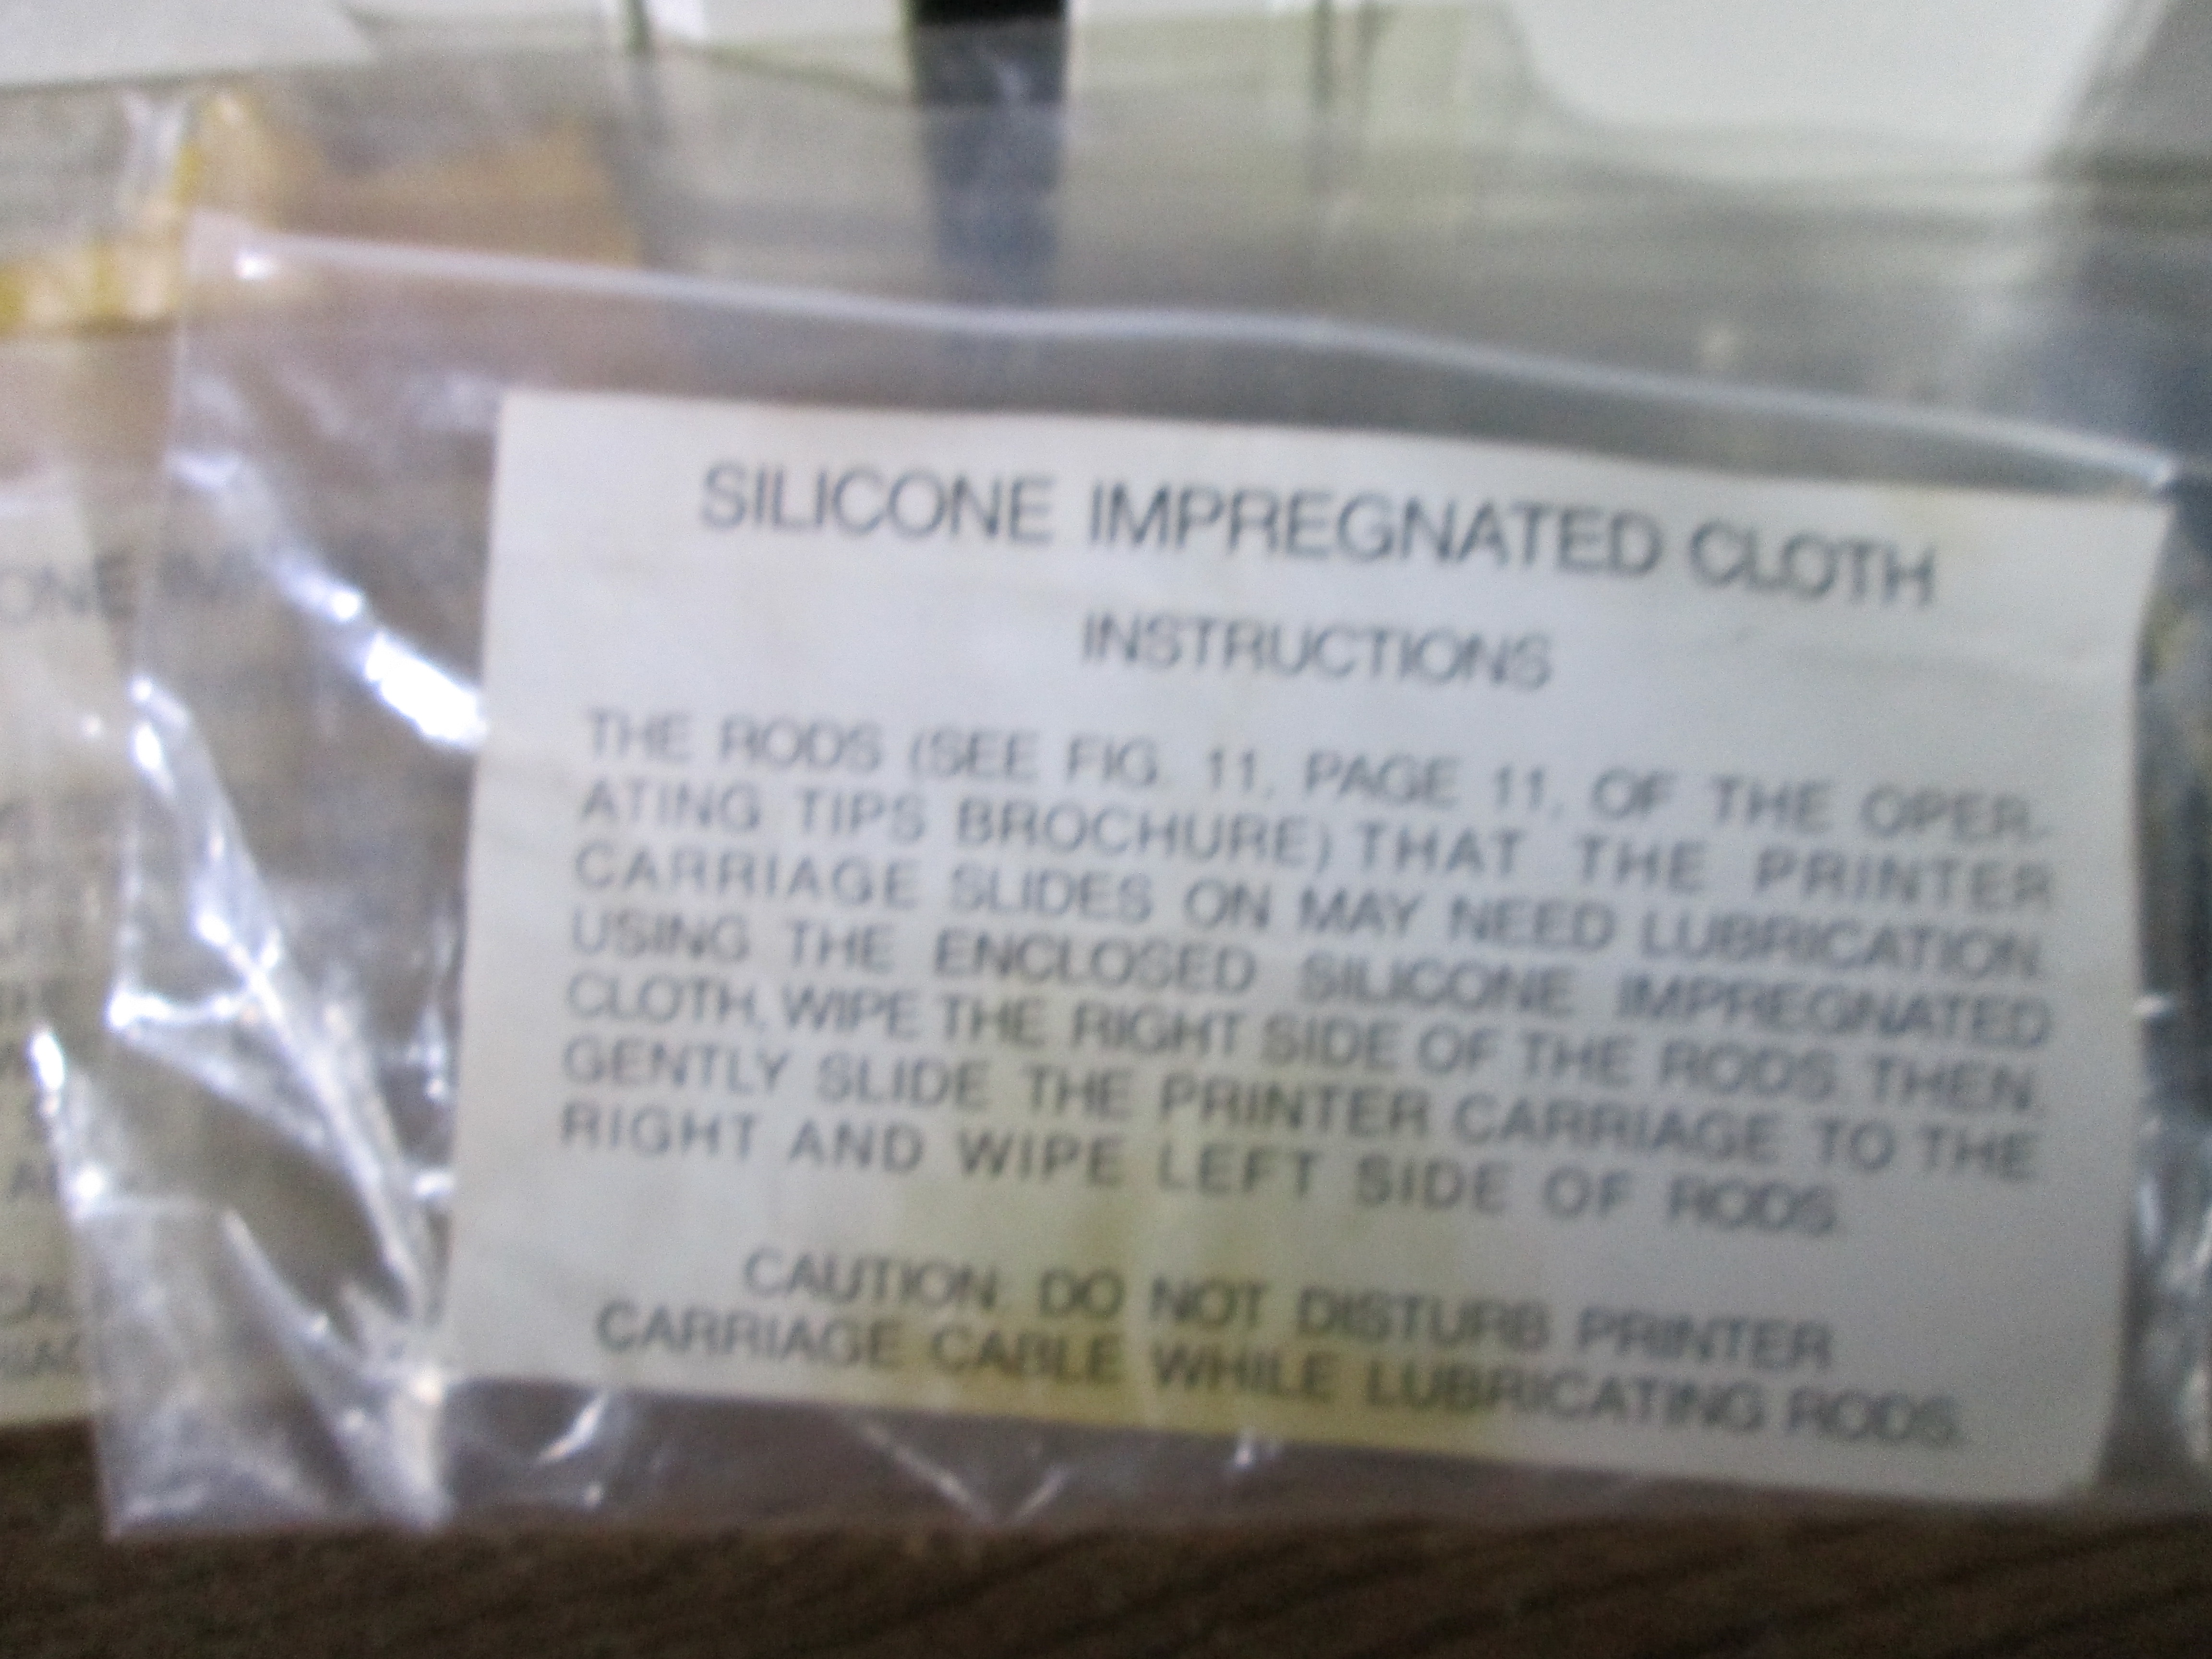 SILICONE IMPREGNATED CLOTH
INSTRUCTIONS
THE RODS (SEE FIG. 11, PAGE 11, OF THE OPER-
ATING TIPS BROCHURE) THAT THE PRINTER
CARRIAGE SLIDES ON MAY NEED LUBRICATION.
USING THE ENCLOSED SILICONE IMPREGNATED
CLOTH, WIPE THE RIGHT SIDE OF THE RODS. THEN,
GENTLY SLIDE THE PRINTER CARRIAGE TO THE
RIGHT AND WIPE LEFT SIDE OF RODS.
CAUTION: DO NOT DISTURB PRINTER
CARRIAGE CABLE WHILE LUBRICATING RODS.